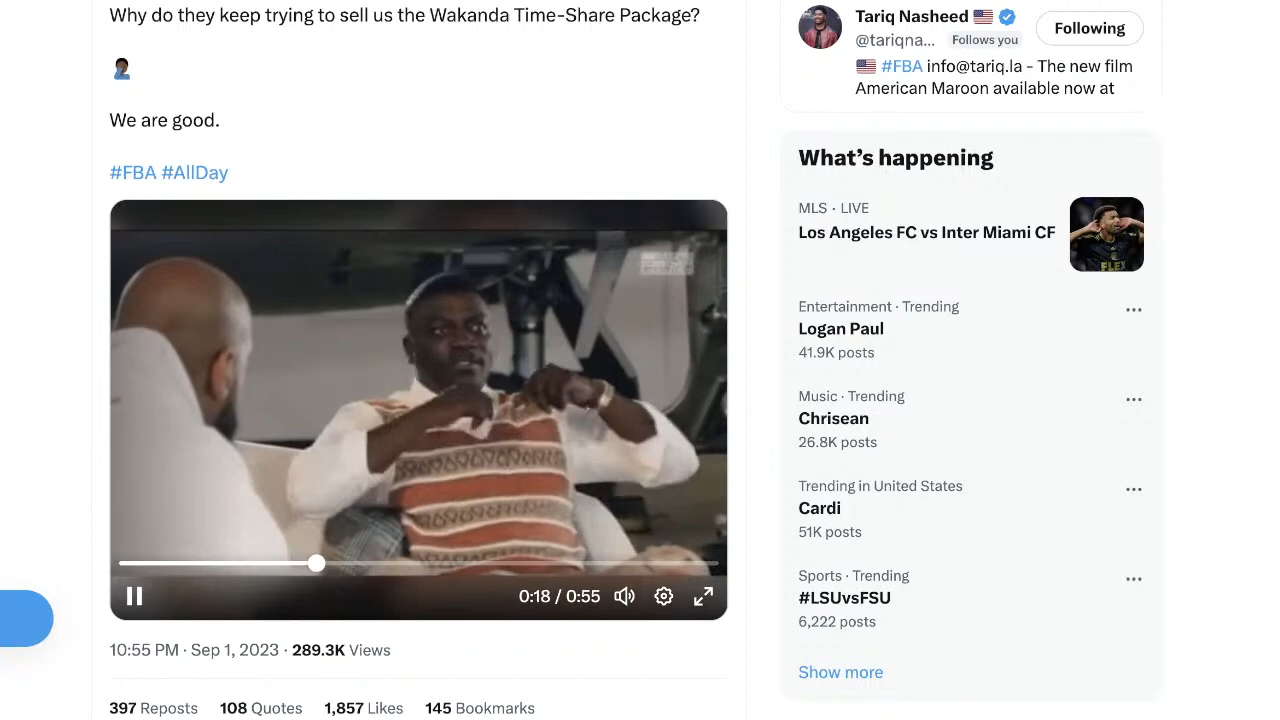 Why do they keep trying to sell us the Wakanda Time-Share Package?
We are good.
#FBA #AllDay
0:18 / 0:55
10:55 PM · Sep 1, 2023 · 289.3K Views
397 Reposts 108 Quotes 1,857 Likes 145 Bookmarks
Tariq Nasheed
@tariqna... Follows you
Following
#FBA info@tariq.la - The new film
American Maroon available now at
What's happening
MLS · LIVE
Los Angeles FC vs Inter Miami CF
Entertainment · Trending
Logan Paul
41.9K posts
Music · Trending
Chrisean
26.8K posts
Trending in United States
Cardi
51K posts
Sports · Trending
#LSUvsFSU
6,222 posts
Show more